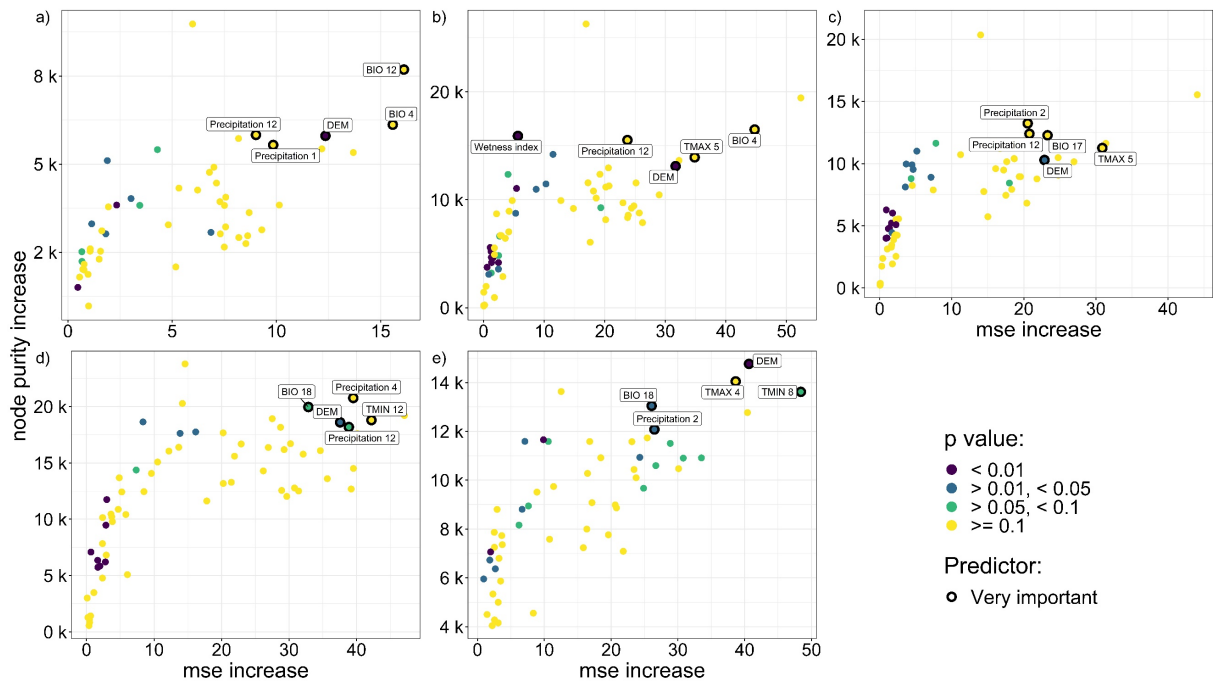 a)
8 k
5 k
2 k
0
5
10
15
BIO 12
BIO 4
Precipitation 12
DEM
Precipitation 1
b)
20 k
10 k
0 k
0
10
20
30
40
50
Wetness index
Precipitation 12
TMAX 5
BIO 4
DEM
c)
20 k
15 k
10 k
5 k
0 k
0
10
20
30
40
mse increase
Precipitation 2
Precipitation 12
BIO 17
TMAX 5
DEM
node purity increase
d)
20 k
15 k
10 k
5 k
0 k
0
10
20
30
40
mse increase
BIO 18
Precipitation 4
DEM
TMIN 12
Precipitation 12
e)
14 k
12 k
10 k
8 k
6 k
4 k
0
10
20
30
40
50
mse increase
DEM
BIO 18
TMAX 4
TMIN 8
Precipitation 2
p value:
< 0.01
> 0.01, < 0.05
> 0.05, < 0.1
>= 0.1
Predictor:
Very important